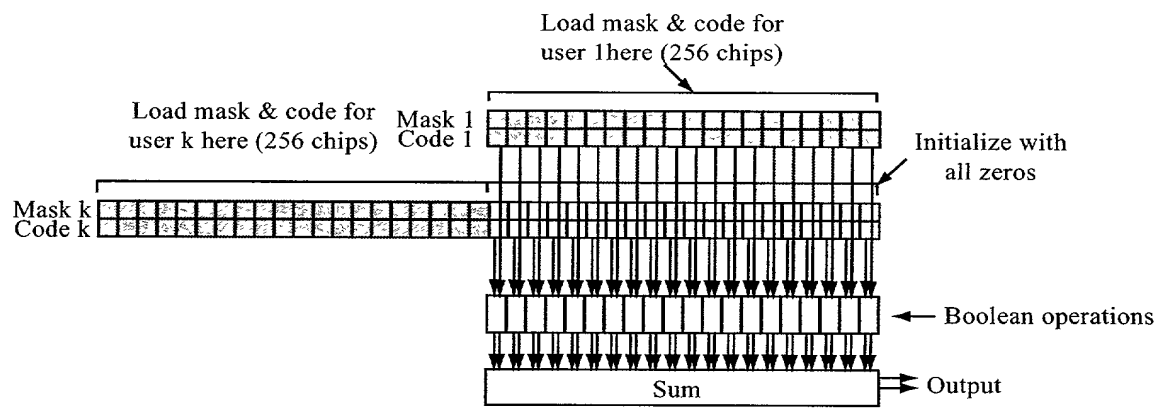 Load mask & code for
user 1here (256 chips)
Load mask & code for
user k here (256 chips)
Mask 1
Code 1
Initialize with
all zeros
Mask k
Code k
Boolean operations
Sum
Output